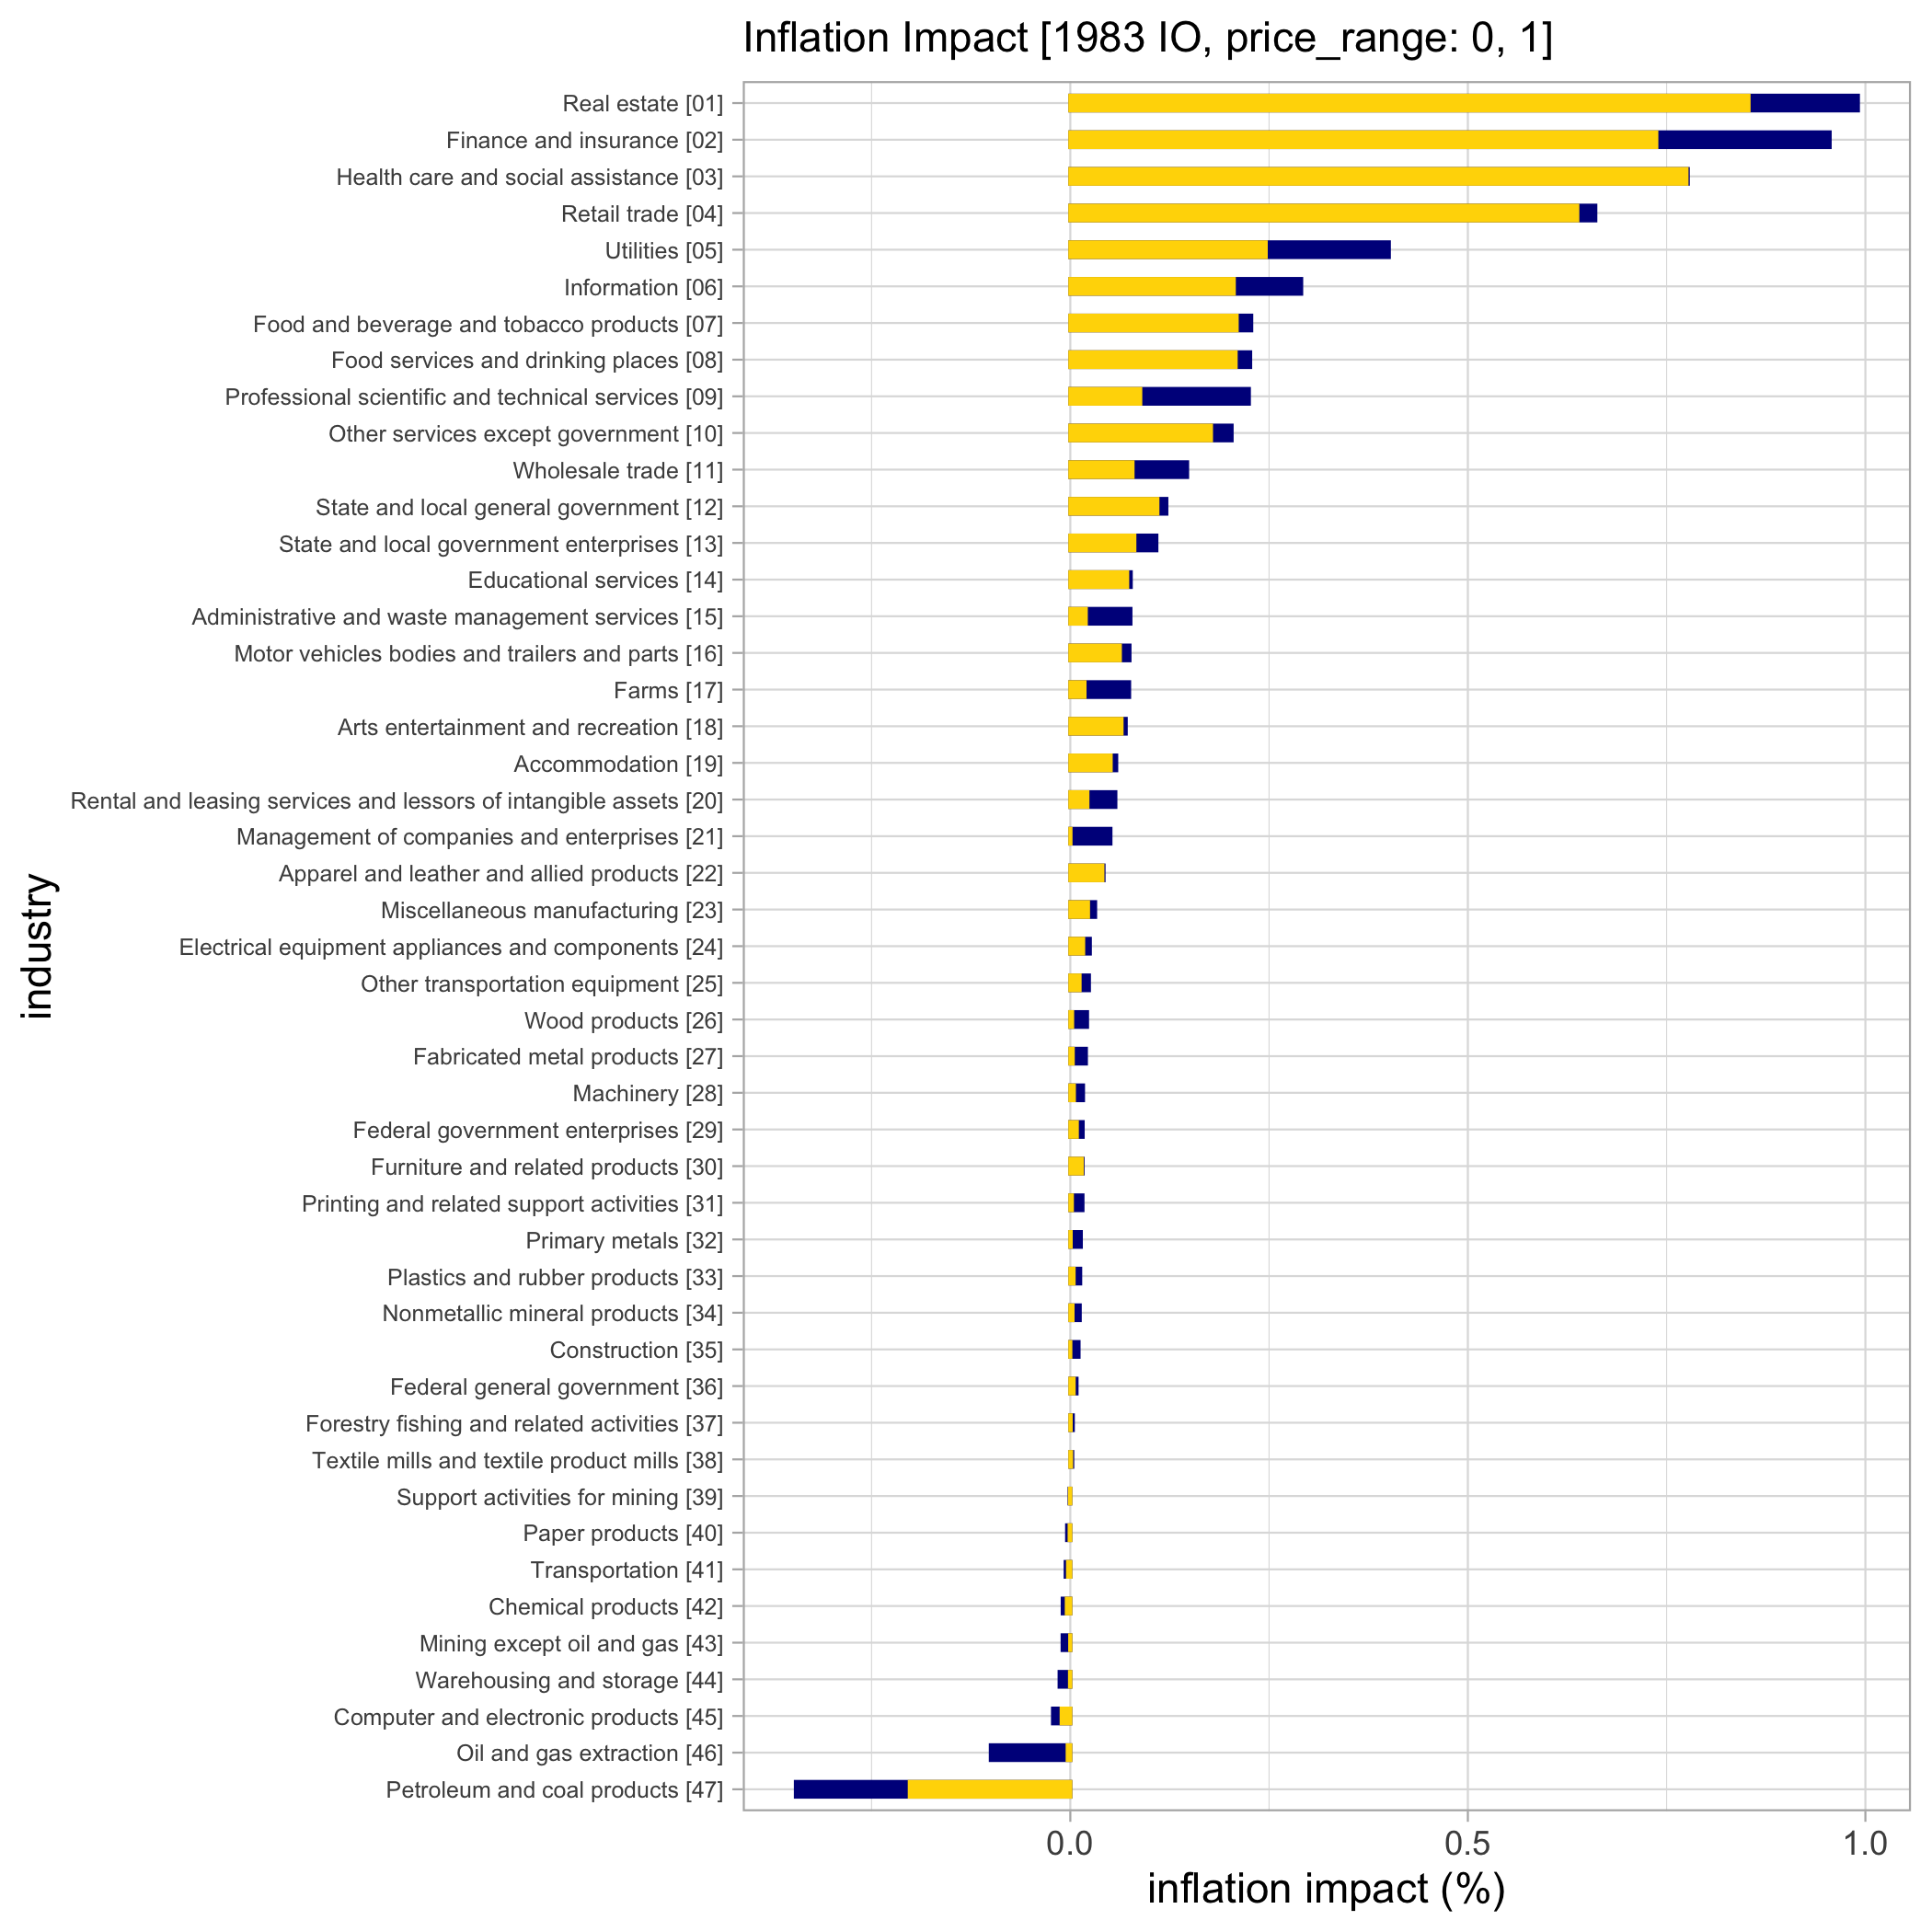 Inflation Impact [1983 IO, price_range: 0, 1]
industry
Real estate [01]
Finance and insurance [02]
Health care and social assistance [03]
Retail trade [04]
Utilities [05]
Information [06]
Food and beverage and tobacco products [07]
Food services and drinking places [08]
Professional scientific and technical services [09]
Other services except government [10]
Wholesale trade [11]
State and local general government [12]
State and local government enterprises [13]
Educational services [14]
Administrative and waste management services [15]
Motor vehicles bodies and trailers and parts [16]
Farms [17]
Arts entertainment and recreation [18]
Accommodation [19]
Rental and leasing services and lessors of intangible assets [20]
Management of companies and enterprises [21]
Apparel and leather and allied products [22]
Miscellaneous manufacturing [23]
Electrical equipment appliances and components [24]
Other transportation equipment [25]
Wood products [26]
Fabricated metal products [27]
Machinery [28]
Federal government enterprises [29]
Furniture and related products [30]
Printing and related support activities [31]
Primary metals [32]
Plastics and rubber products [33]
Nonmetallic mineral products [34]
Construction [35]
Federal general government [36]
Forestry fishing and related activities [37]
Textile mills and textile product mills [38]
Support activities for mining [39]
Paper products [40]
Transportation [41]
Chemical products [42]
Mining except oil and gas [43]
Warehousing and storage [44]
Computer and electronic products [45]
Oil and gas extraction [46]
Petroleum and coal products [47]
0.0 0.5 1.0
inflation impact (%)